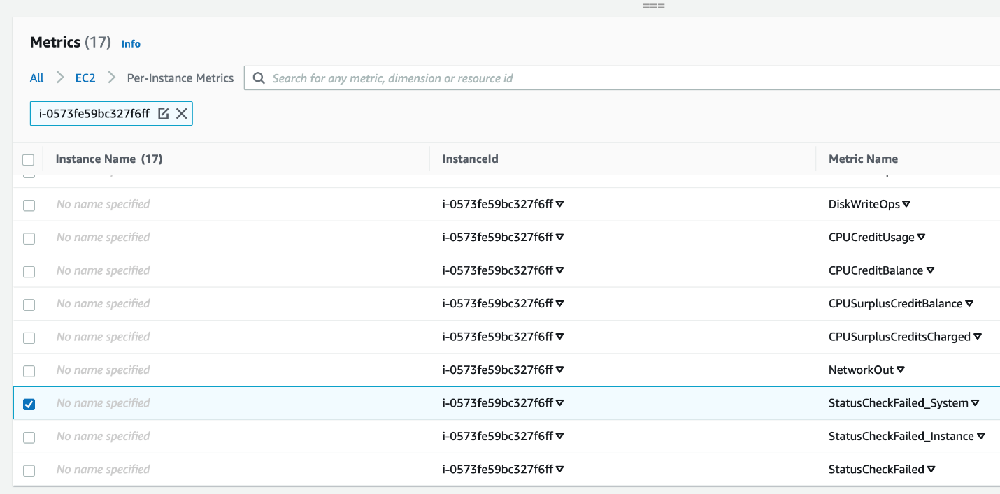 Metrics (17) Info
All EC2 Per-Instance Metrics Search for any metric, dimension or resource id
i-0573fe59bc327f6ff
Instance Name (17) InstanceId Metric Name
No name specified i-0573fe59bc327f6ff DiskWriteOps
No name specified i-0573fe59bc327f6ff CPUCreditUsage
No name specified i-0573fe59bc327f6ff CPUCreditBalance
No name specified i-0573fe59bc327f6ff CPUSurplusCreditBalance
No name specified i-0573fe59bc327f6ff CPUSurplusCreditsCharged
No name specified i-0573fe59bc327f6ff NetworkOut
No name specified i-0573fe59bc327f6ff StatusCheckFailed_System
No name specified i-0573fe59bc327f6ff StatusCheckFailed_Instance
No name specified i-0573fe59bc327f6ff StatusCheckFailed